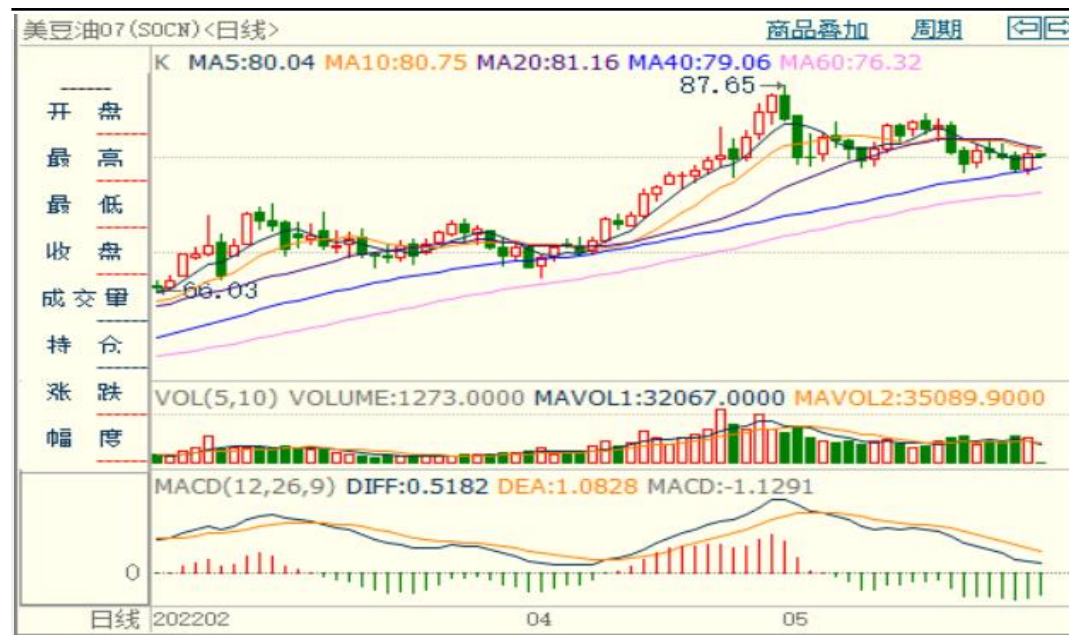 美豆油07(SOCN)<日线> 商品叠加 周期
K MA5:80.04 MA10:80.75 MA20:81.16 MA40:79.06 MA60:76.32
87.65
开 盘
最 高
最 低
收 盘
成 交 量
66.03
持 仓
涨 跌
幅 度
VOL(5,10) VOLUME:1273.0000 MAVOL1:32067.0000 MAVOL2:35089.9000
MACD(12,26,9) DIFF:0.5182 DEA:1.0828 MACD:-1.1291
0
日线 202202 04 05